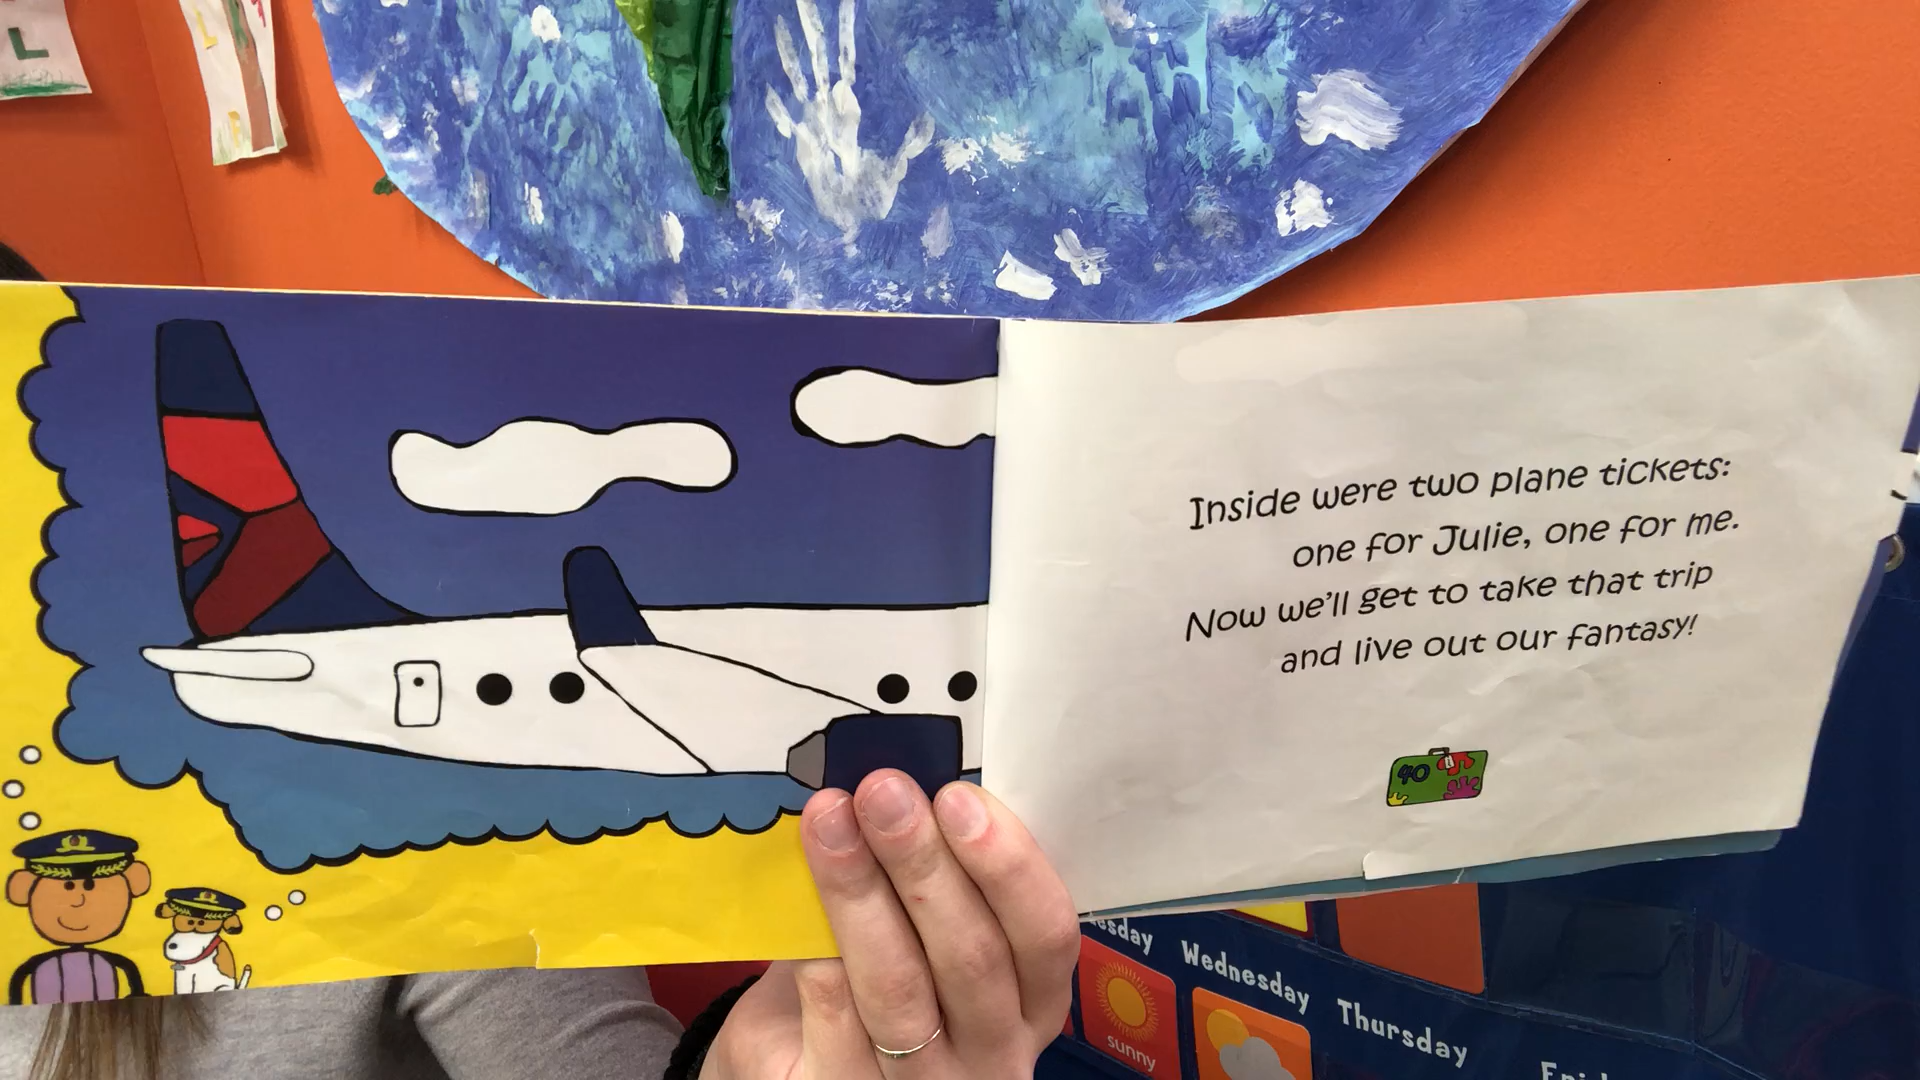 L
L
Inside were two plane tickets:
one for Julie, one for me.
Now we'll get to take that trip
and live out our fantasy!
40
Wednesday
Thursday
sunny